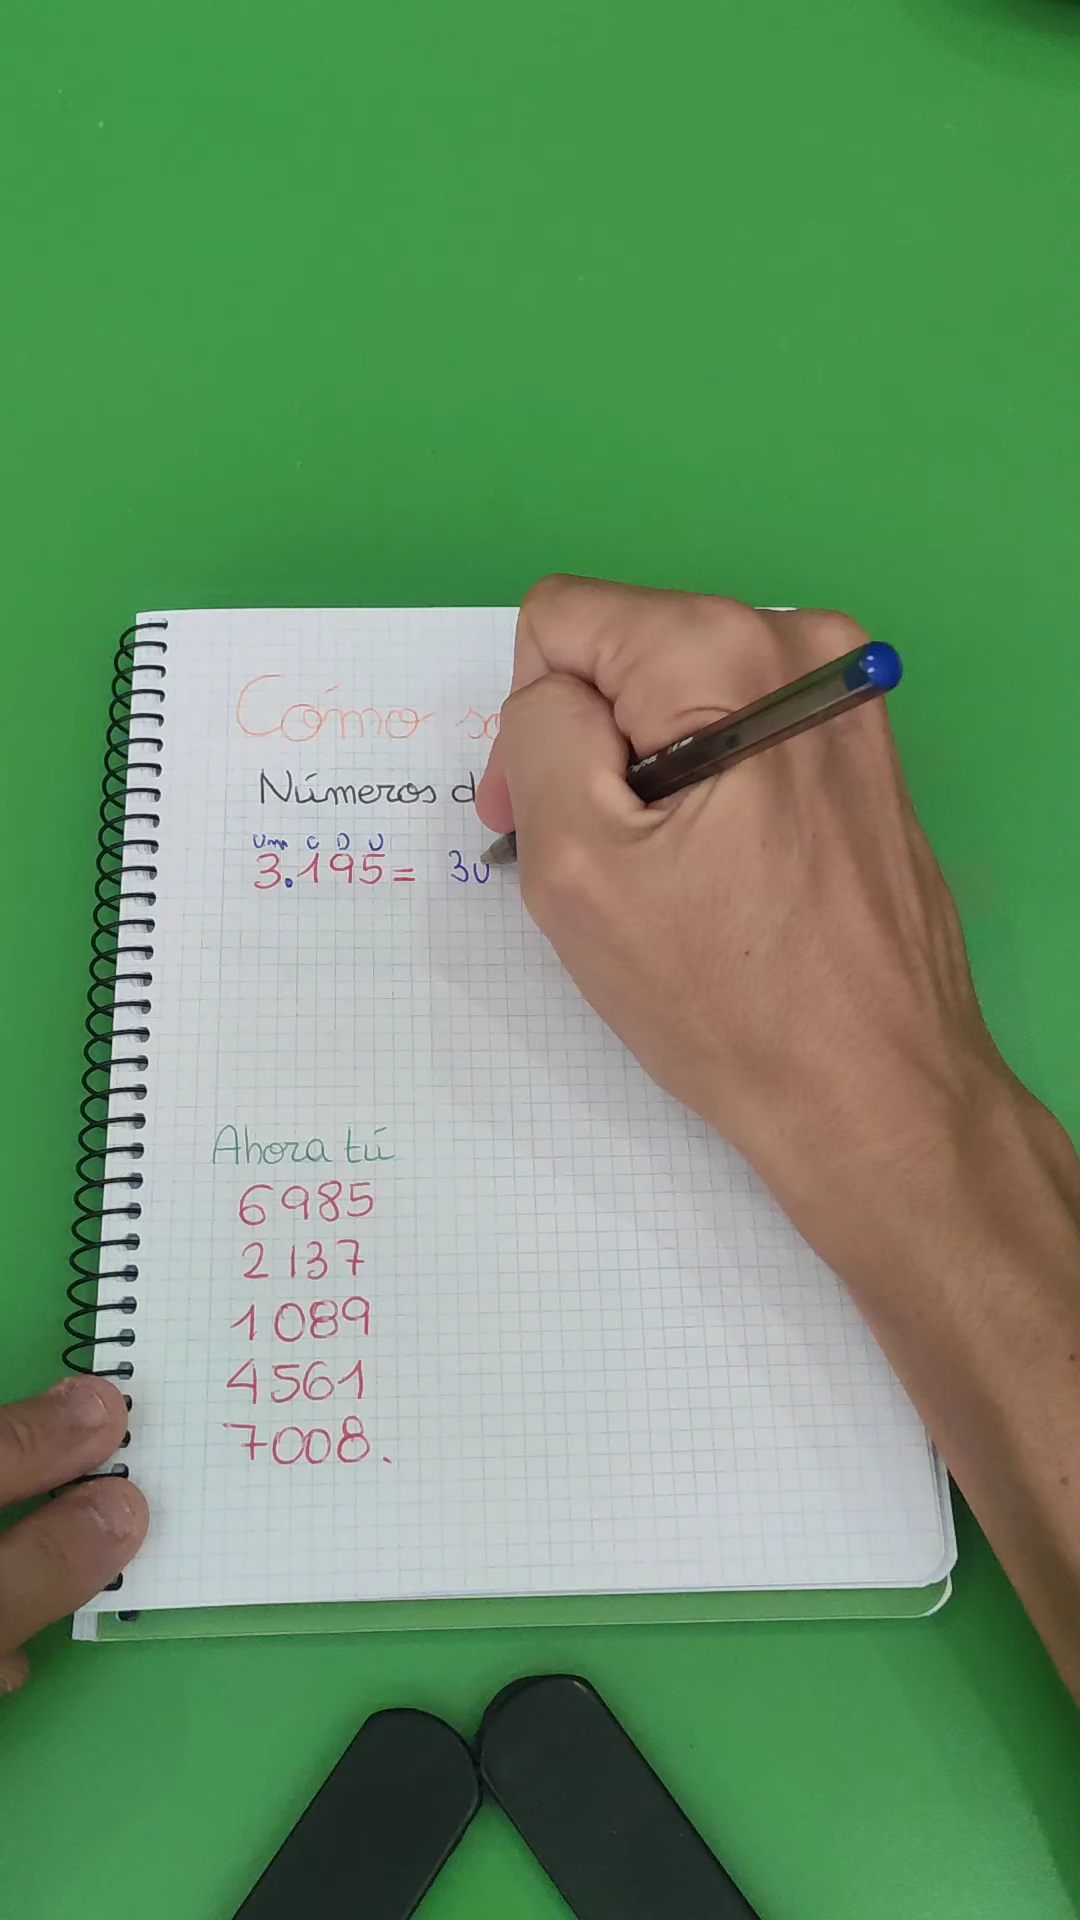 Cómo
Números d
Um C D U
3.195= 3U
Ahora tú
6985
2137
1089
4561
7008.